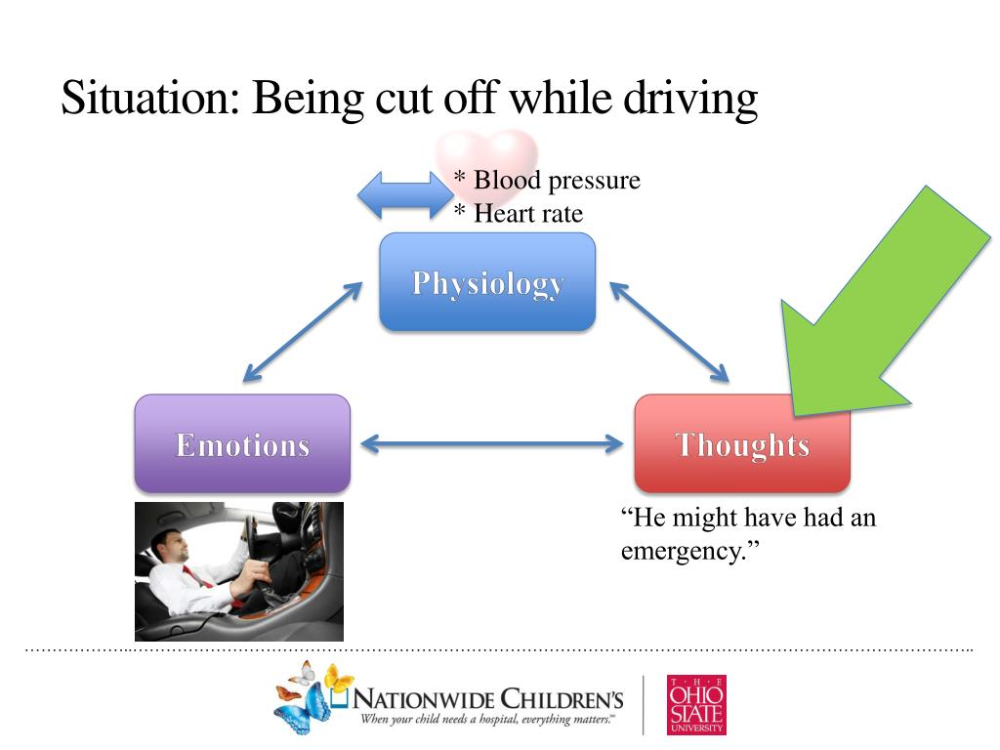 Situation: Being cut off while driving
* Blood pressure
* Heart rate
Physiology
Emotions
Thoughts
“He might have had an
emergency.”
NATIONWIDE CHILDREN'S
When your child needs a hospital, everything matters.℠
THE
OHIO
STATE
UNIVERSITY